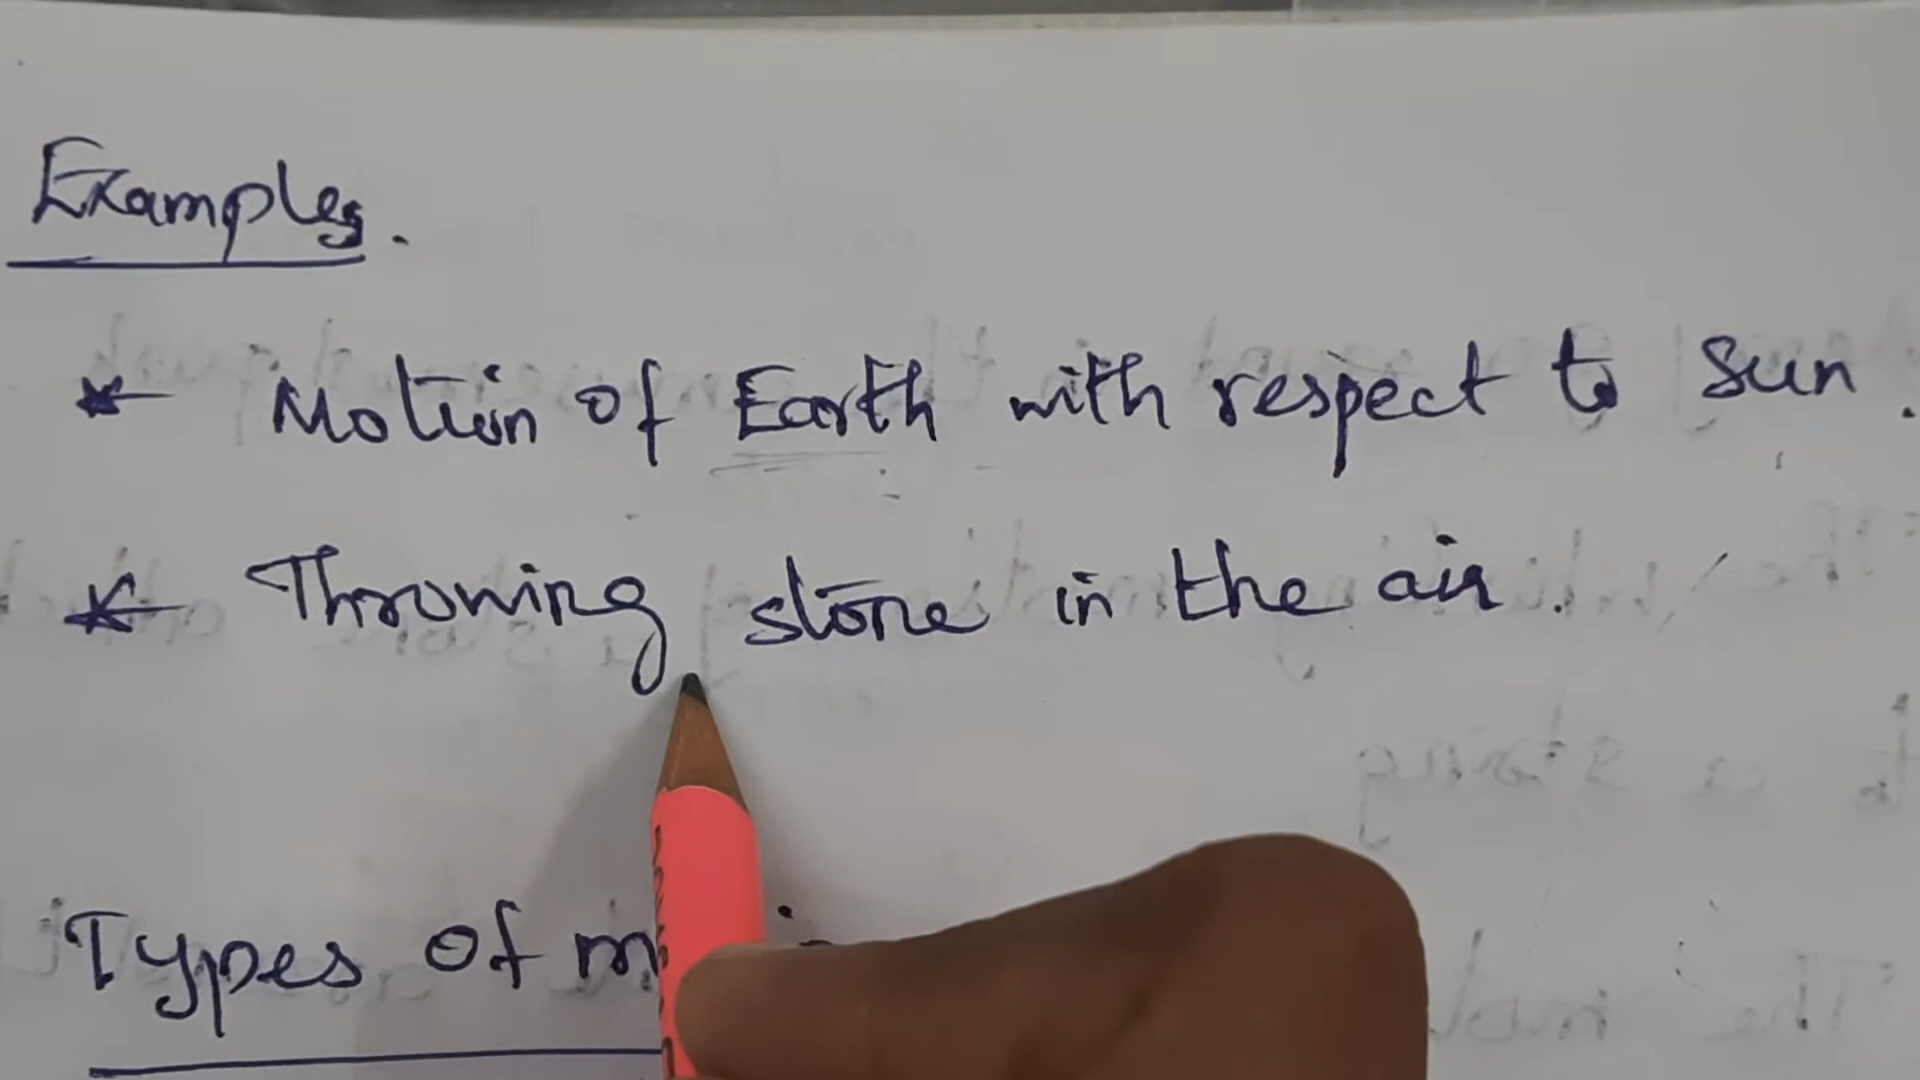 Examples.
* Motion of Earth with respect to sun.
* Throwing stone in the air.
Types of